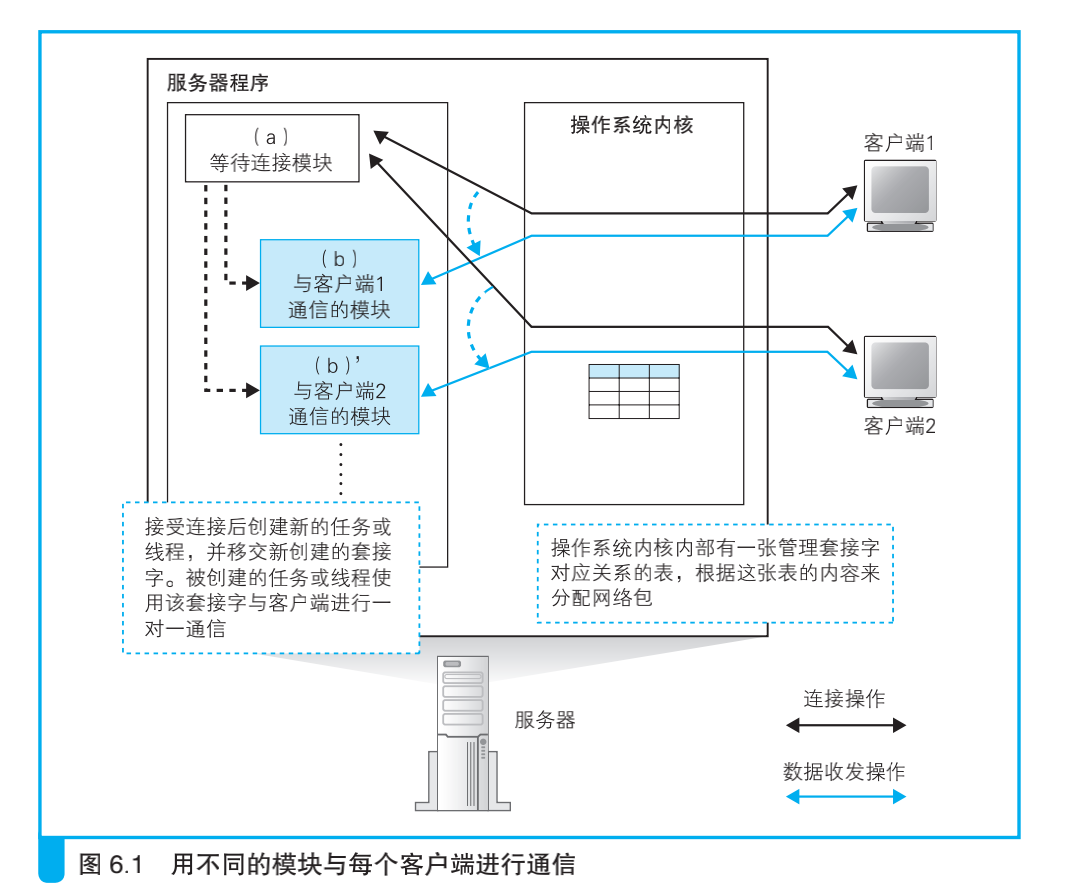 服务器程序
(a)
等待连接模块
操作系统内核
客户端1
(b)
与客户端1
通信的模块
(b)'
与客户端2
通信的模块
客户端2
接受连接后创建新的任务或
线程，并移交新创建的套接
字。被创建的任务或线程使
用该套接字与客户端进行一
对一通信
操作系统内核内部有一张管理套接字
对应关系的表，根据这张表的内容来
分配网络包
服务器
连接操作
数据收发操作
图 6.1 用不同的模块与每个客户端进行通信